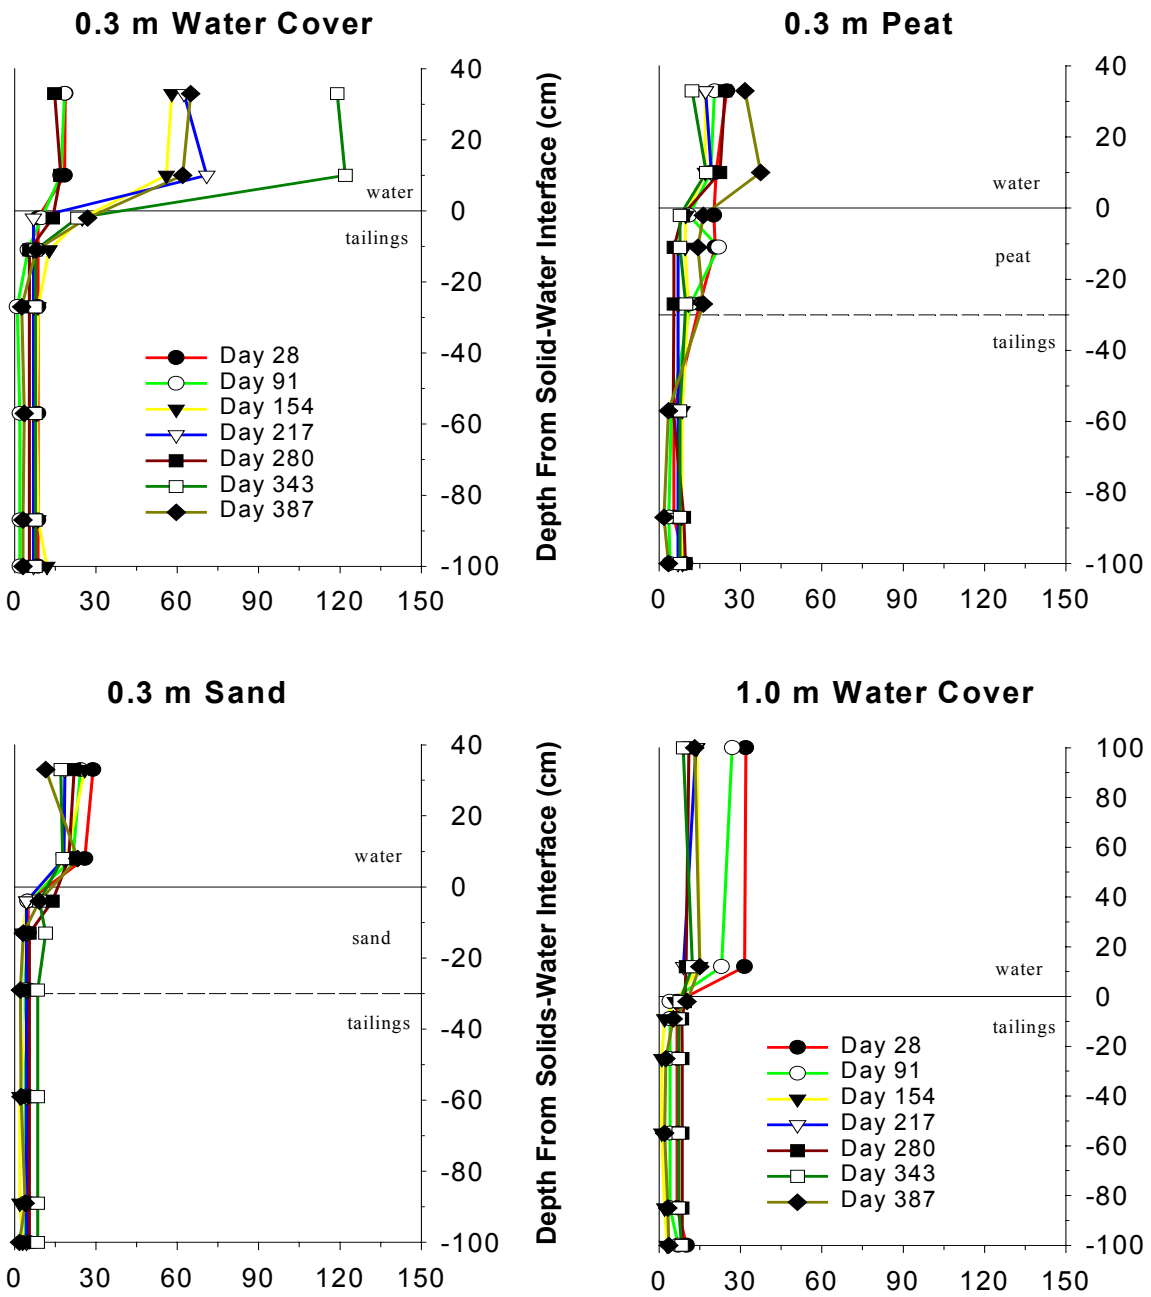 0.3 m Water Cover
40
20
0
-20
-40
-60
-80
-100
water
tailings
Day 28
Day 91
Day 154
Day 217
Day 280
Day 343
Day 387
0 30 60 90 120 150
Depth From Solid-Water Interface (cm)
0.3 m Peat
40
20
0
-20
-40
-60
-80
-100
water
peat
tailings
0 30 60 90 120 150
0.3 m Sand
40
20
0
-20
-40
-60
-80
-100
water
sand
tailings
0 30 60 90 120 150
Depth From Solids-Water Interface (cm)
1.0 m Water Cover
100
80
60
40
20
0
-20
-40
-60
-80
-100
water
tailings
Day 28
Day 91
Day 154
Day 217
Day 280
Day 343
Day 387
0 30 60 90 120 150